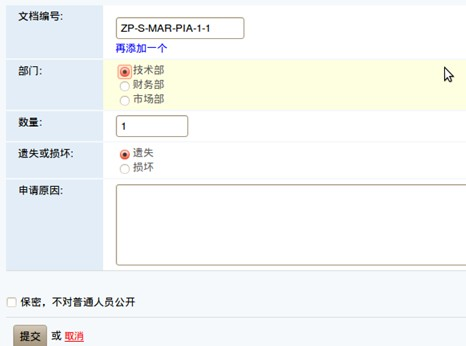 文档编号: ZP-S-MAR-PIA-1-1
再添加一个
部门: 技术部
财务部
市场部
数量: 1
遗失或损坏: 遗失
损坏
申请原因:
保密，不对普通人员公开
提交 或 取消